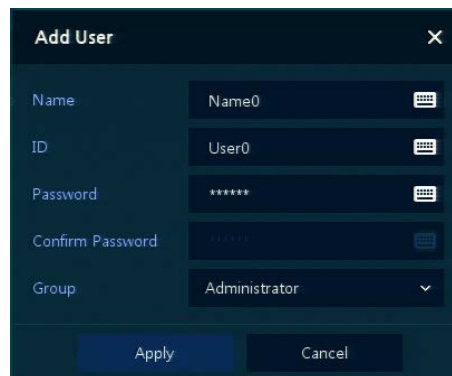 Add User
Name Name0
ID User0
Password ******
Confirm Password ******
Group Administrator
Apply Cancel